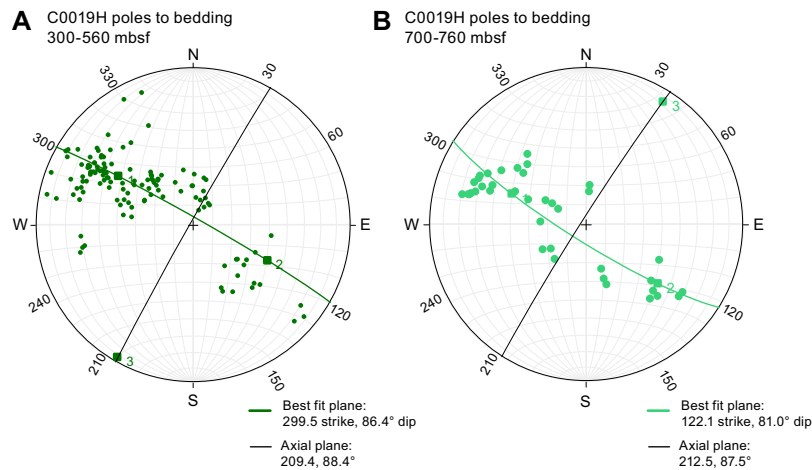 A C0019H poles to bedding
300-560 mbsf
N
30
60
E
120
150
S
210
240
W
300
330
1
2
3
Best fit plane:
299.5 strike, 86.4° dip
Axial plane:
209.4, 88.4°
B C0019H poles to bedding
700-760 mbsf
N
30
60
E
120
150
S
210
240
W
300
330
1
2
3
Best fit plane:
122.1 strike, 81.0° dip
Axial plane:
212.5, 87.5°